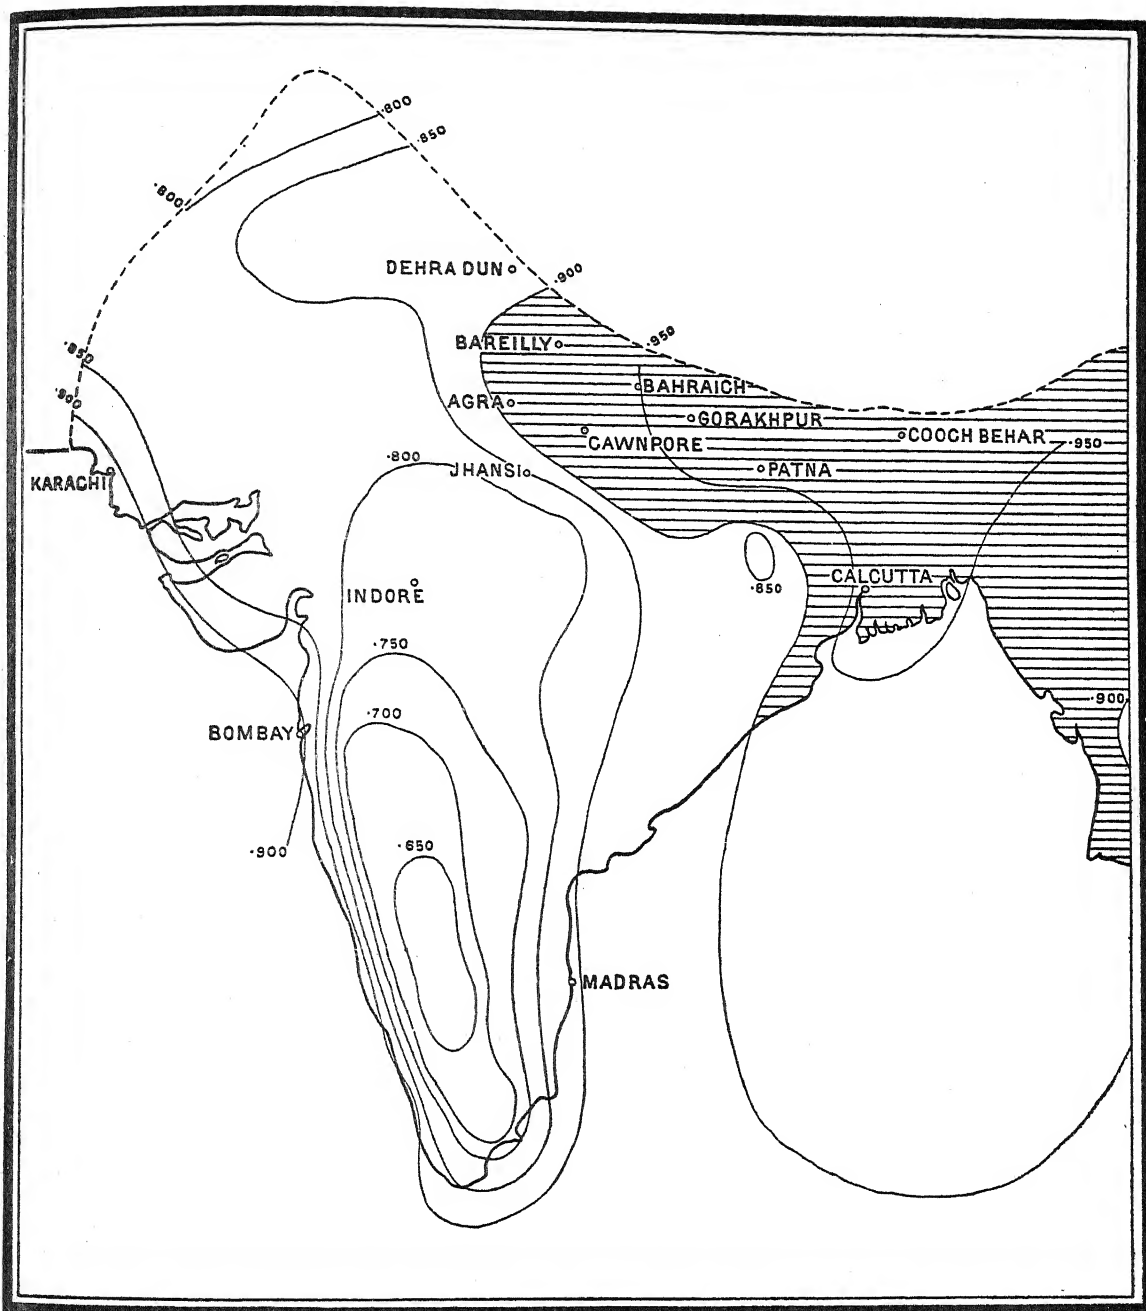 .800
.850
.800
DEHRA DUN
.900
.850
BAREILLY
.950
.900
BAHRAICH
AGRA
GORAKHPUR
CAWNPORE
COOCH BEHAR
.950
.800
JHANSI
PATNA
KARACHI
CALCUTTA
.850
INDORE
.750
.900
.700
BOMBAY
.650
.900
MADRAS